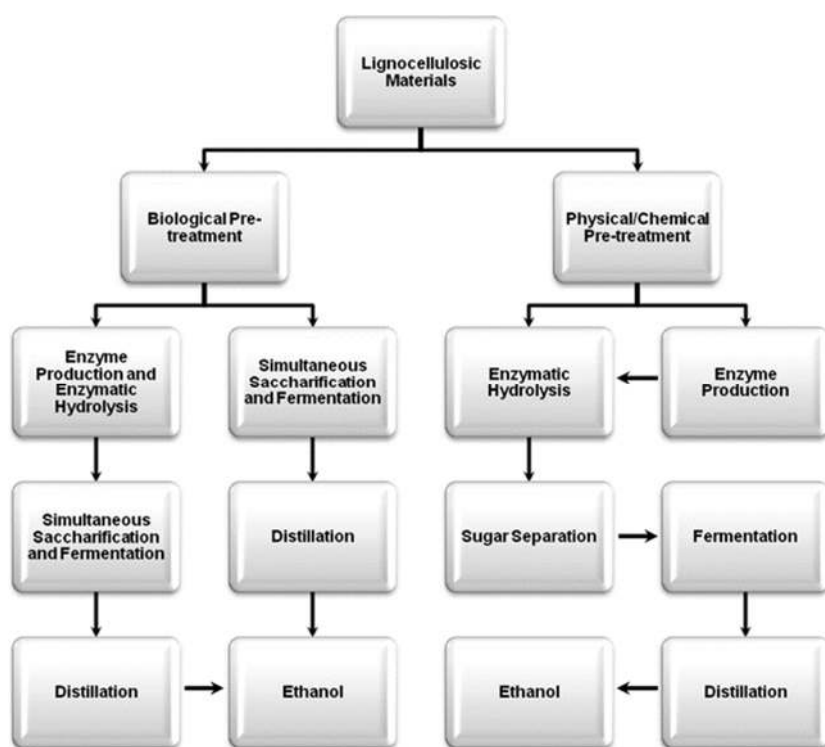 Lignocellulosic
Materials
Biological Pre-
treatment
Physical/Chemical
Pre-treatment
Enzyme
Production and
Enzymatic
Hydrolysis
Simultaneous
Saccharification
and Fermentation
Enzymatic
Hydrolysis
Enzyme
Production
Simultaneous
Saccharification
and Fermentation
Distillation
Sugar Separation
Fermentation
Distillation
Ethanol
Ethanol
Distillation